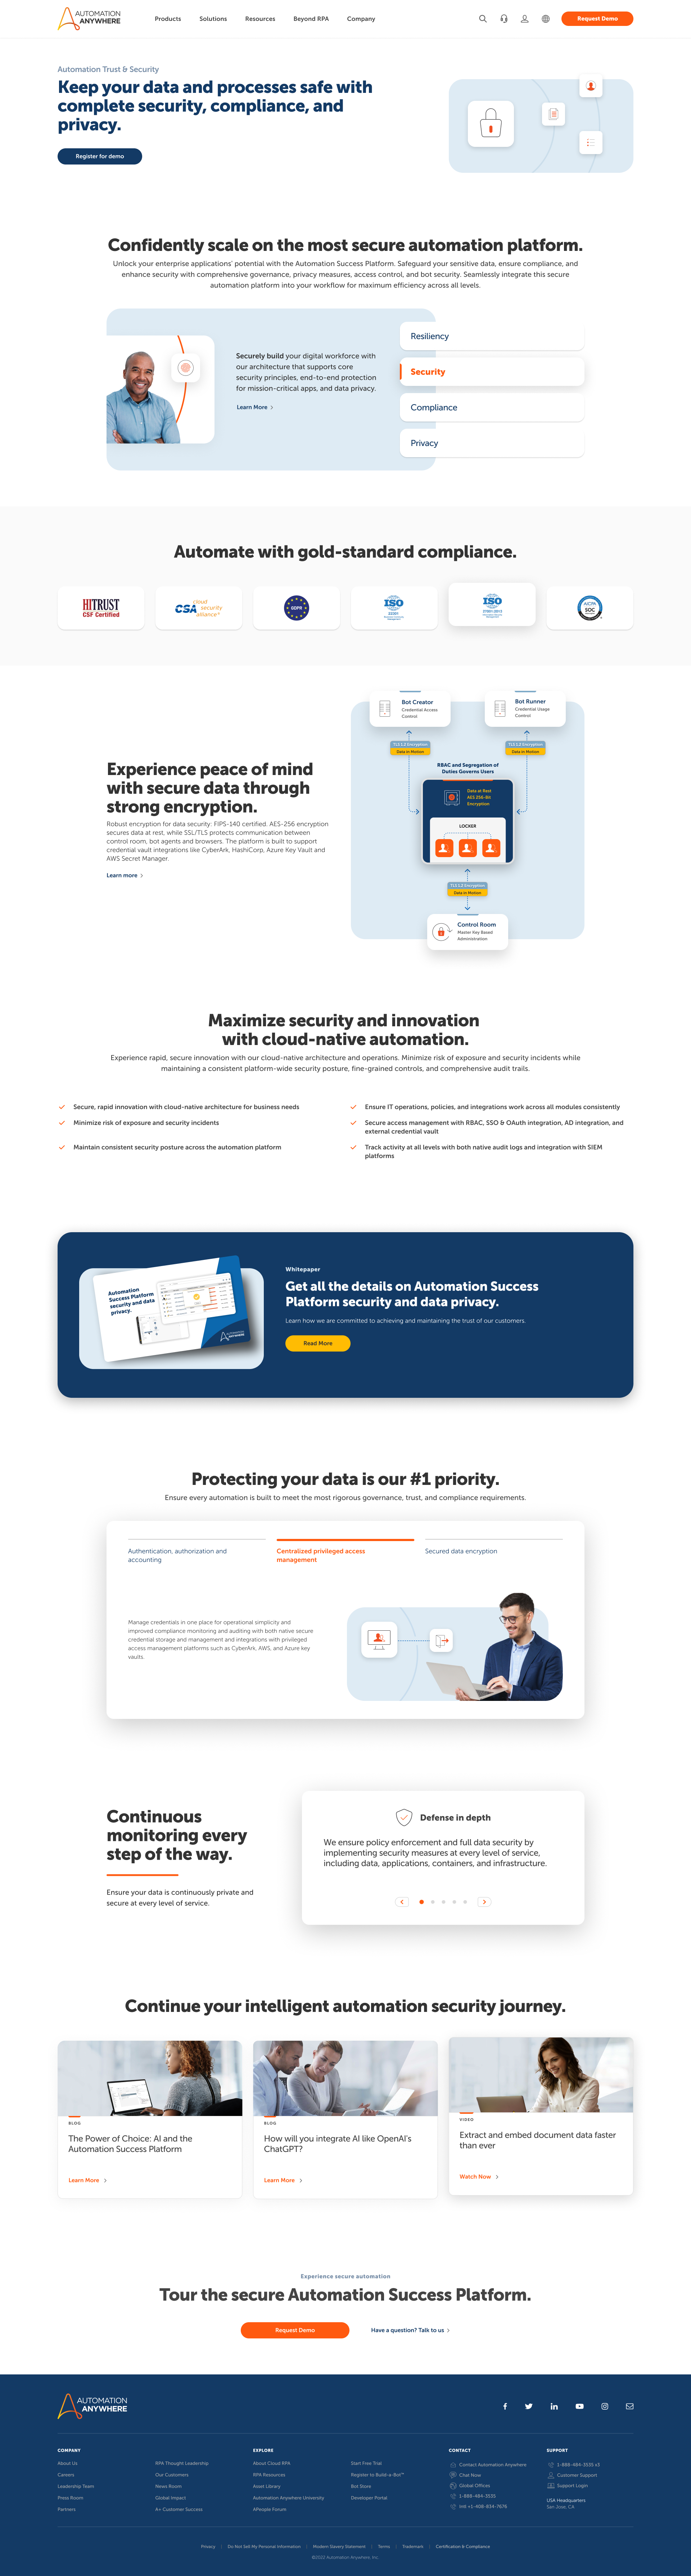 AUTOMATION
ANYWHERE
Products
Solutions
Resources
Beyond RPA
Company
Request Demo
Automation Trust & Security
Keep your data and processes safe with
complete security, compliance, and
privacy.
Register for demo
Confidently scale on the most secure automation platform.
Unlock your enterprises' potential with the Automation Success Platform. Safeguard your sensitive data, ensure compliance, and
enhance security with comprehensive governance, privacy measures, access control, and bot security. Seamlessly integrate this secure
automation platform into your workflow for maximum efficiency across all levels.
Securely build your digital workforce with
our architecture that supports core
security principles, end-to-end protection
for mission-critical apps, and data privacy.
Learn More
Resiliency
Security
Compliance
Privacy
Automate with gold-standard compliance.
HITRUST
CSF Certified
CSA cloud
security
alliance®
GDPR
ISO
ISO
AICPA
SOC
Experience peace of mind
with secure data through
strong encryption.
Robust encryption for data security: FIPS-140 certified. AES-256 encryption
secures data at rest, while SSL/TLS protects communication between
control room, bot agents and browsers. The platform is built to support
credential vault integrations like CyberArk, HashiCorp, Azure Key Vault and
AWS Secret Manager.
Learn more
Bot Creator
Credential Access
Control
Bot Runner
Credential Usage
Control
TLS 1.2 Encryption
Data in Motion
TLS 1.2 Encryption
Data in Motion
RBAC and Segregation of
Duties Governs Users
Data at Rest
AES 256-Bit
Encryption
LOCKER
TLS 1.2 Encryption
Data in Motion
Control Room
Master Key Based
Administration
Maximize security and innovation
with cloud-native automation.
Experience rapid, secure innovation with our cloud-native architecture and operations. Minimize risk of exposure and security incidents while
maintaining a consistent platform-wide security posture, fine-grained controls, and comprehensive audit trails.
Secure, rapid innovation with cloud-native architecture for business needs
Ensure IT operations, policies, and integrations work across all modules consistently
Minimize risk of exposure and security incidents
Secure access management with RBAC, SSO & OAuth integration, AD integration, and
external credential vault
Maintain consistent security posture across the automation platform
Track activity at all levels with both native audit logs and integration with SIEM
platforms
Automation
Success Platform
security and data
privacy.
AUTOMATION
ANYWHERE
Whitepaper
Get all the details on Automation Success
Platform security and data privacy.
Learn how we are committed to achieving and maintaining the trust of our customers.
Read More
Protecting your data is our #1 priority.
Ensure every automation is built to meet the most rigorous governance, trust, and compliance requirements.
Authentication, authorization and
accounting
Centralized privileged access
management
Secured data encryption
Manage credentials in one place for operational simplicity and
improved compliance monitoring and auditing with both native secure
credential storage and management and integrations with privileged
access management platforms such as CyberArk, AWS, and Azure key
vaults.
Continuous
monitoring every
step of the way.
Ensure your data is continuously private and
secure at every level of service.
Defense in depth
We ensure policy enforcement and full data security by
implementing security measures at every level of service,
including data, applications, containers, and infrastructure.
Continue your intelligent automation security journey.
BLOG
The Power of Choice: AI and the
Automation Success Platform
Learn More
BLOG
How will you integrate AI like OpenAI's
ChatGPT?
Learn More
VIDEO
Extract and embed document data faster
than ever
Watch Now
Experience secure automation
Tour the secure Automation Success Platform.
Request Demo
Have a question? Talk to us
AUTOMATION
ANYWHERE
COMPANY
About Us
Careers
Leadership Team
Press Room
Partners
RPA Thought Leadership
Our Customers
News Room
Global Impact
A+ Customer Success
EXPLORE
About Cloud RPA
RPA Resources
Asset Library
Automation Anywhere University
APeople Forum
Start Free Trial
Register to Build-a-Bot™
Bot Store
Developer Portal
CONTACT
Contact Automation Anywhere
Chat Now
Global Offices
1-888-484-3535
Intl +1-408-834-7676
SUPPORT
1-888-484-3535 x3
Customer Support
Support Login
USA Headquarters
San Jose, CA
Privacy
Do Not Sell My Personal Information
Modern Slavery Statement
Terms
Trademark
Certification & Compliance
©2022 Automation Anywhere, Inc.